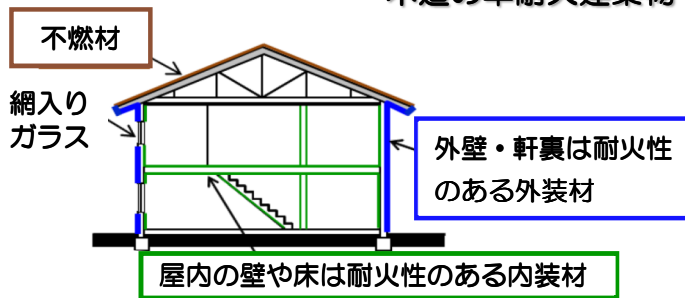 木造の準耐火建築物
不燃材
網入り
ガラス
外壁・軒裏は耐火性
のある外装材
屋内の壁や床は耐火性のある内装材